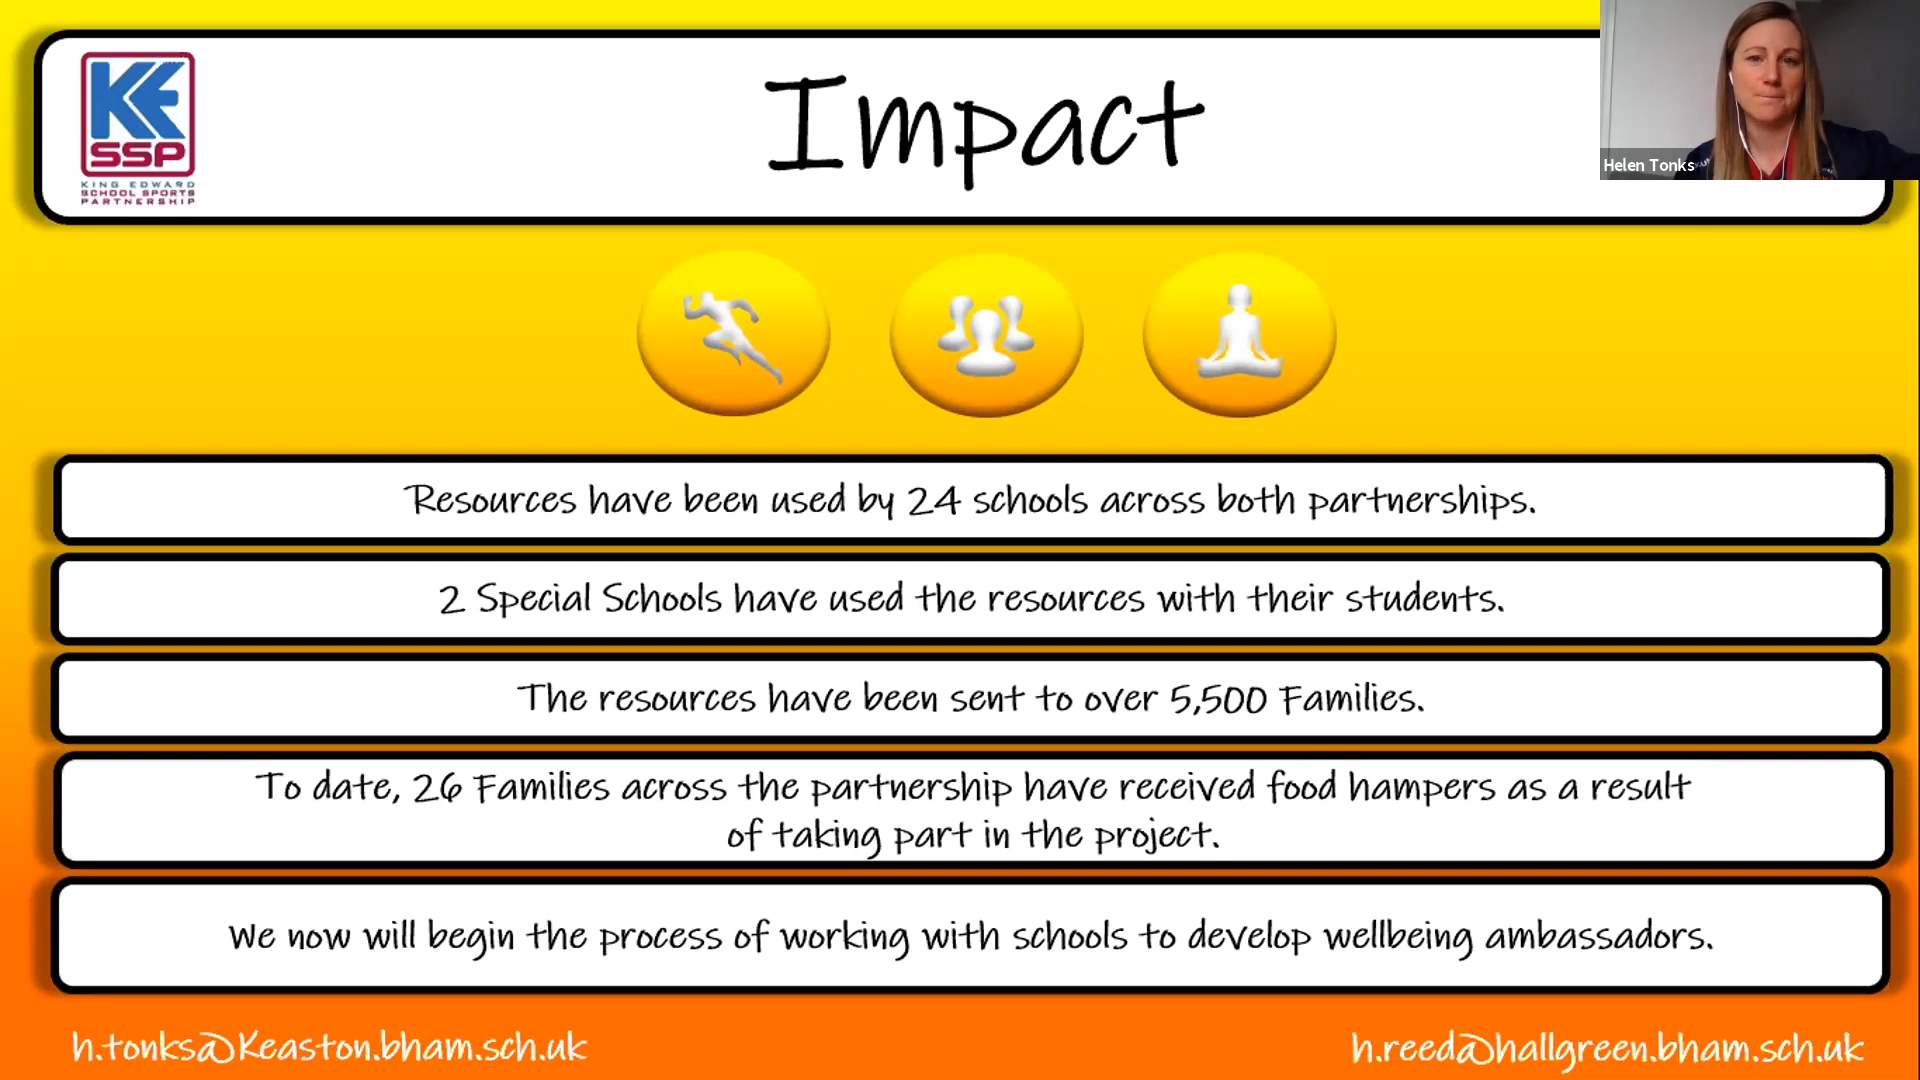 KE
SSP
KING EDWARD
SCHOOL SPORTS
PARTNERSHIP
Impact
Helen Tonks
Resources have been used by 24 schools across both partnerships.
2 Special Schools have used the resources with their students.
The resources have been sent to over 5,500 Families.
To date, 26 Families across the partnership have received food hampers as a result
of taking part in the project.
We now will begin the process of working with schools to develop wellbeing ambassadors.
h.tonks@Keaston.bham.sch.uk
h.reed@hallgreen.bham.sch.uk